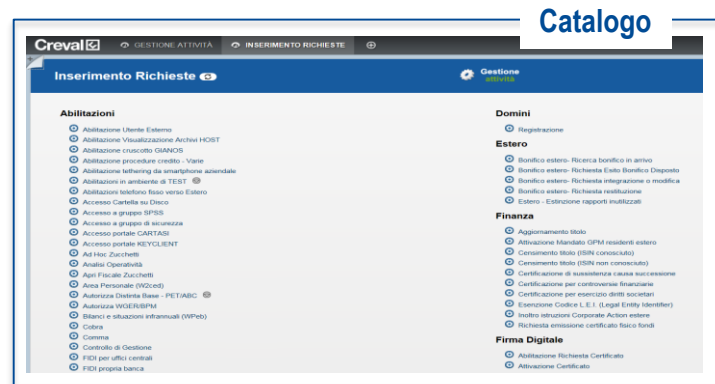 Catalogo
Creval
GESTIONE ATTIVITÀ
INSERIMENTO RICHIESTE
Inserimento Richieste
Gestione
attività
Abilitazioni
Abilitazione Utente Esterno
Abilitazione Visualizzazione Archivi HOST
Abilitazione cruscotto GIANOS
Abilitazione procedure credito - Varie
Abilitazione tethering da smartphone aziendale
Abilitazioni in ambiente di TEST
Abilitazioni telefono fisso verso Estero
Accesso Cartella su Disco
Accesso a gruppo SPSS
Accesso a gruppo di sicurezza
Accesso portale CARTASI
Accesso portale KEYCLIENT
Ad Hoc Zucchetti
Analisi Operatività
Apri Fiscale Zucchetti
Area Personale (W2ced)
Autorizza Distinta Base - PET/ABC
Autorizza WGER/BPM
Bilanci e situazioni infrannuali (WPeb)
Cobra
Comma
Controllo di Gestione
FIDI per uffici centrali
FIDI propria banca
Domini
Registrazione
Estero
Bonifico estero- Ricerca bonifico in arrivo
Bonifico estero- Richiesta Esito Bonifico Disposto
Bonifico estero- Richiesta integrazione o modifica
Bonifico estero- Richiesta restituzione
Estero - Estinzione rapporti inutilizzati
Finanza
Aggiornamento titolo
Attivazione Mandato GPM residenti estero
Censimento titolo (ISIN conosciuto)
Censimento titolo (ISIN non conosciuto)
Certificazione di sussistenza causa successione
Certificazione per controversie finanziarie
Certificazione per esercizio diritti societari
Esenzione Codice L.E.I. (Legal Entity Identifier)
Inoltro istruzioni Corporate Action estere
Richiesta emissione certificato fisico fondi
Firma Digitale
Abilitazione Richiesta Certificato
Attivazione Certificato